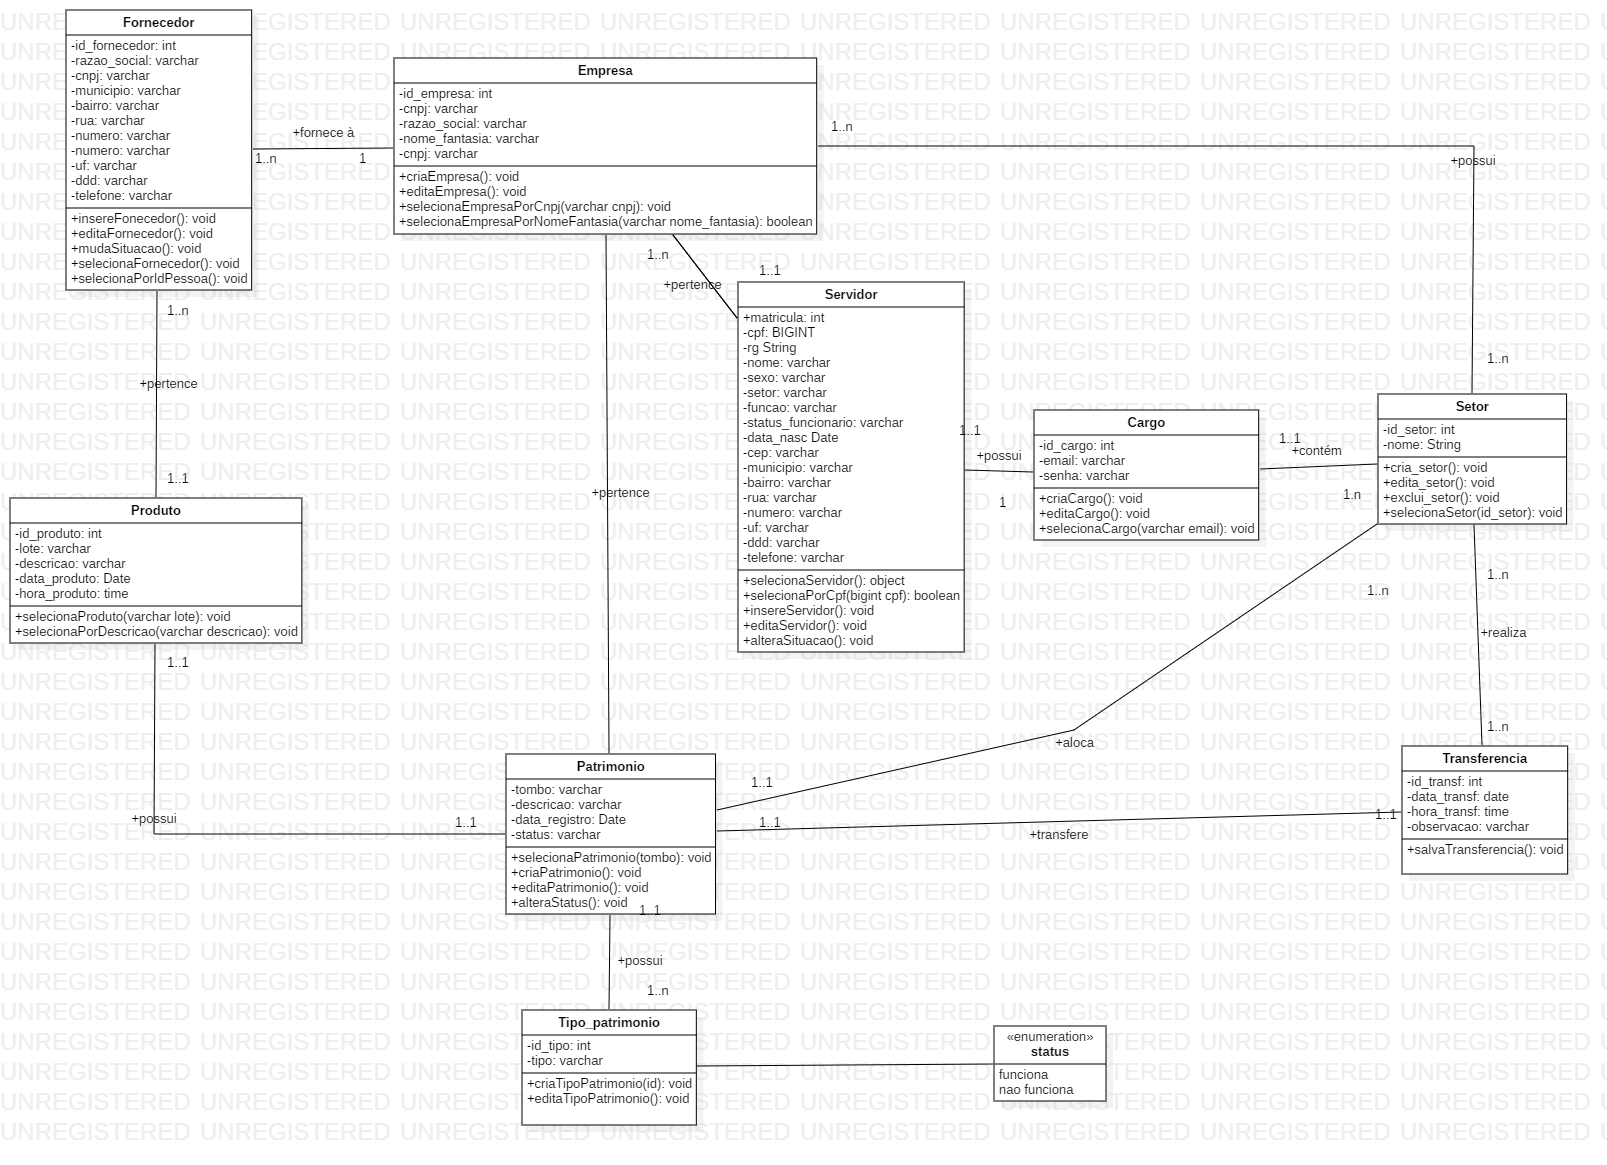 Fornecedor
-id_fornecedor: int
-razao_social: varchar
-cnpj: varchar
-municipio: varchar
-bairro: varchar
-rua: varchar
-numero: varchar
-numero: varchar
-uf: varchar
-ddd: varchar
-telefone: varchar
+insereFonecedor(): void
+editaFornecedor(): void
+mudaSituacao(): void
+selecionaFornecedor(): void
+selecionaPorIdPessoa(): void
+fornece à
1..n
1
Empresa
-id_empresa: int
-cnpj: varchar
-razao_social: varchar
-nome_fantasia: varchar
-cnpj: varchar
+criaEmpresa(): void
+editaEmpresa(): void
+selecionaEmpresaPorCnpj(varchar cnpj): void
+selecionaEmpresaPorNomeFantasia(varchar nome_fantasia): boolean
1..n
+possui
1..n
1..n
+pertence
1..1
Servidor
+matricula: int
-cpf: BIGINT
-rg String
-nome: varchar
-sexo: varchar
-setor: varchar
-funcao: varchar
-status_funcionario: varchar
-data_nasc Date
-cep: varchar
-municipio: varchar
-bairro: varchar
-rua: varchar
-numero: varchar
-uf: varchar
-ddd: varchar
-telefone: varchar
+selecionaServidor(): object
+selecionaPorCpf(bigint cpf): boolean
+insereServidor(): void
+editaServidor(): void
+alteraSituacao(): void
1..1
+possui
1
Cargo
-id_cargo: int
-email: varchar
-senha: varchar
+criaCargo(): void
+editaCargo(): void
+selecionaCargo(varchar email): void
1..1
+contém
1.n
Setor
-id_setor: int
-nome: String
+cria_setor(): void
+edita_setor(): void
+exclui_setor(): void
+selecionaSetor(id_setor): void
1..n
+pertence
1..1
+pertence
Produto
-id_produto: int
-lote: varchar
-descricao: varchar
-data_produto: Date
-hora_produto: time
+selecionaProduto(varchar lote): void
+selecionaPorDescricao(varchar descricao): void
1..1
+possui
1..1
1..n
+aloca
1..1
1..n
+realiza
1..n
Patrimonio
-tombo: varchar
-descricao: varchar
-data_registro: Date
-status: varchar
+selecionaPatrimonio(tombo): void
+criaPatrimonio(): void
+editaPatrimonio(): void
+alteraStatus(): void
1..1
+transfere
1..1
Transferencia
-id_transf: int
-data_transf: date
-hora_transf: time
-observacao: varchar
+salvaTransferencia(): void
1..1
+possui
1..n
Tipo_patrimonio
-id_tipo: int
-tipo: varchar
+criaTipoPatrimonio(id): void
+editaTipoPatrimonio(): void
«enumeration»
status
funciona
nao funciona
UNREGISTERED